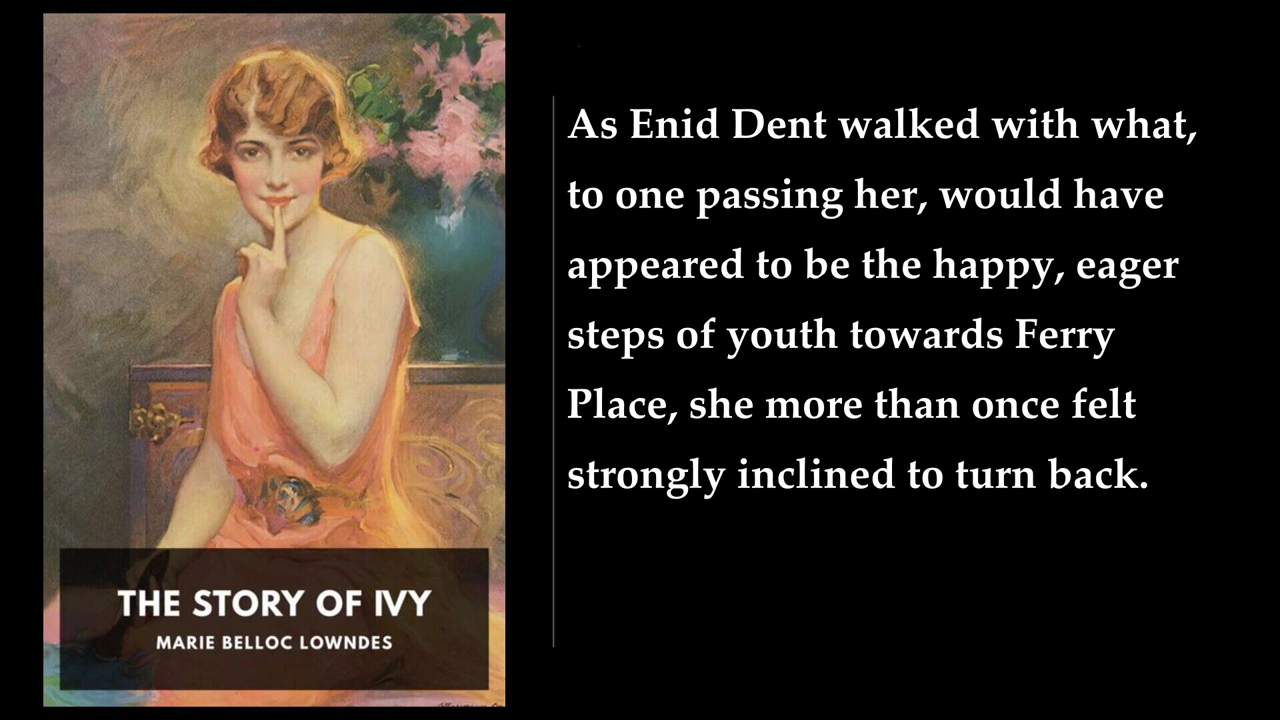 THE STORY OF IVY
MARIE BELLOC LOWNDES
As Enid Dent walked with what,
to one passing her, would have
appeared to be the happy, eager
steps of youth towards Ferry
Place, she more than once felt
strongly inclined to turn back.